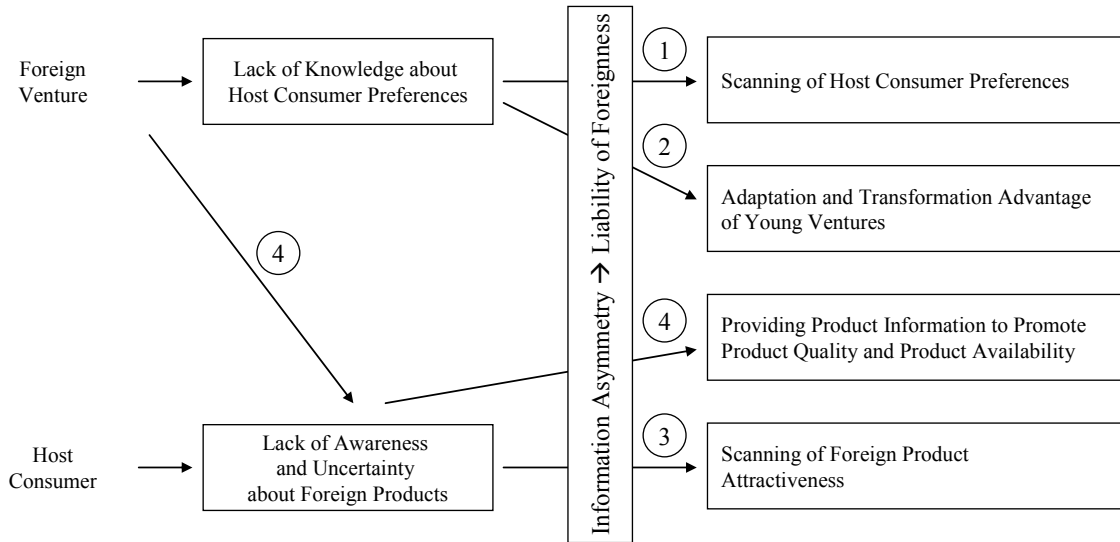 Foreign
Venture
Lack of Knowledge about
Host Consumer Preferences
1
Scanning of Host Consumer Preferences
2
Adaptation and Transformation Advantage
of Young Ventures
Information Asymmetry → Liability of Foreignness
4
4
Providing Product Information to Promote
Product Quality and Product Availability
Host
Consumer
Lack of Awareness
and Uncertainty
about Foreign Products
3
Scanning of Foreign Product
Attractiveness